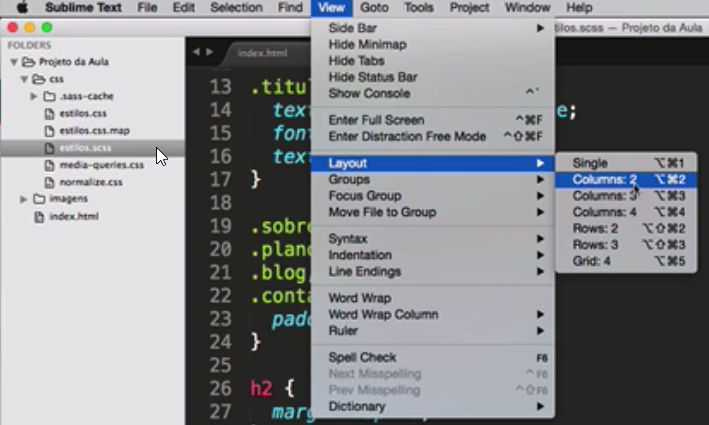 Sublime Text File Edit Selection Find View Goto Tools Project Window Help
tilos.scss — Projeto da Aula
FOLDERS
Projeto da Aula
css
.sass-cache
estilos.css
estilos.css.map
estilos.scss
media-queries.css
normalize.css
imagens
index.html
index.html
13 .titul
14 text e;
15 font
16 text
17 }
18
19 .sobre
20 .plano
21 .blog,
22 .conta
23 padd
24 }
25
26 h2 {
27 marg
Side Bar
Hide Minimap
Hide Tabs
Hide Status Bar
Show Console ^`
Enter Full Screen ^⌘F
Enter Distraction Free Mode ^⇧⌘F
Layout
Groups
Focus Group
Move File to Group
Syntax
Indentation
Line Endings
Word Wrap
Word Wrap Column
Ruler
Spell Check F6
Next Misspelling ^F6
Prev Misspelling ^⇧F6
Dictionary
Single ⌥⌘1
Columns: 2 ⌥⌘2
Columns: 3 ⌥⌘3
Columns: 4 ⌥⌘4
Rows: 2 ⌥⇧⌘2
Rows: 3 ⌥⇧⌘3
Grid: 4 ⌥⌘5